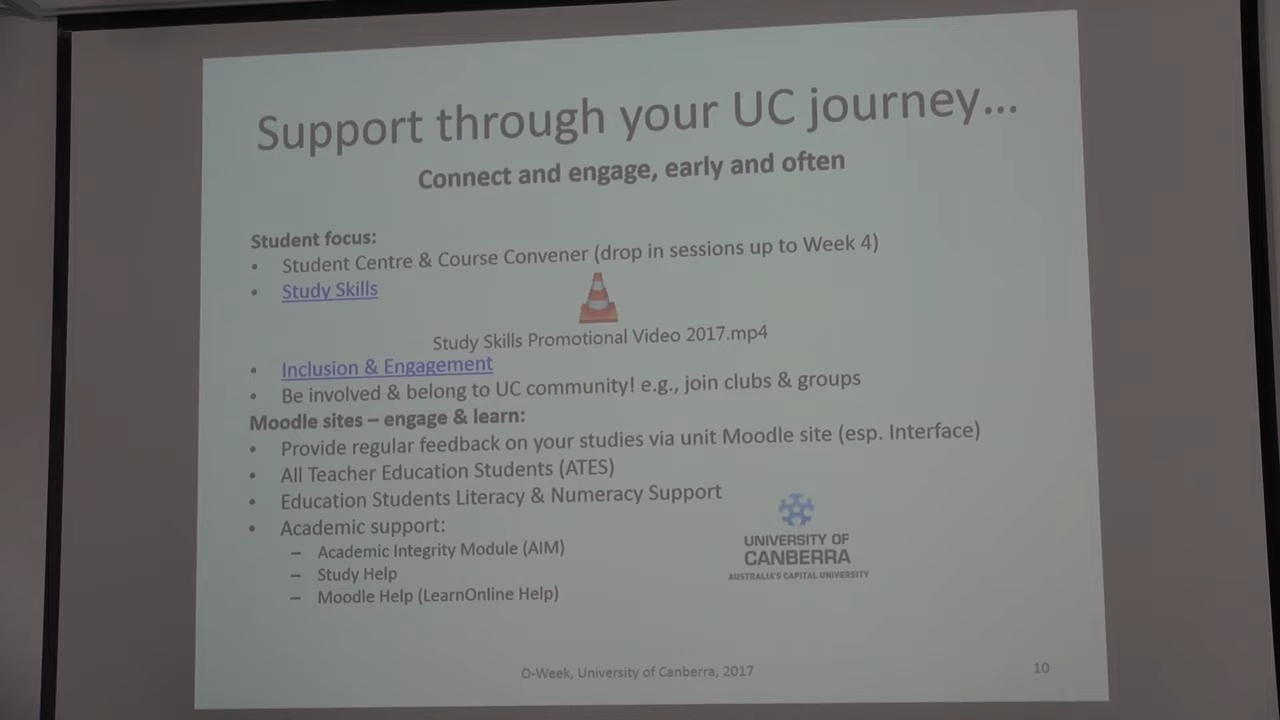 Support through your UC journey...
Connect and engage, early and often
Student focus:
• Student Centre & Course Convener (drop in sessions up to Week 4)
• Study Skills
Study Skills Promotional Video 2017.mp4
• Inclusion & Engagement
• Be involved & belong to UC community! e.g., join clubs & groups
Moodle sites – engage & learn:
• Provide regular feedback on your studies via unit Moodle site (esp. Interface)
• All Teacher Education Students (ATES)
• Education Students Literacy & Numeracy Support
• Academic support:
– Academic Integrity Module (AIM)
– Study Help
– Moodle Help (LearnOnline Help)
UNIVERSITY OF
CANBERRA
AUSTRALIA'S CAPITAL UNIVERSITY
O-Week, University of Canberra, 2017
10